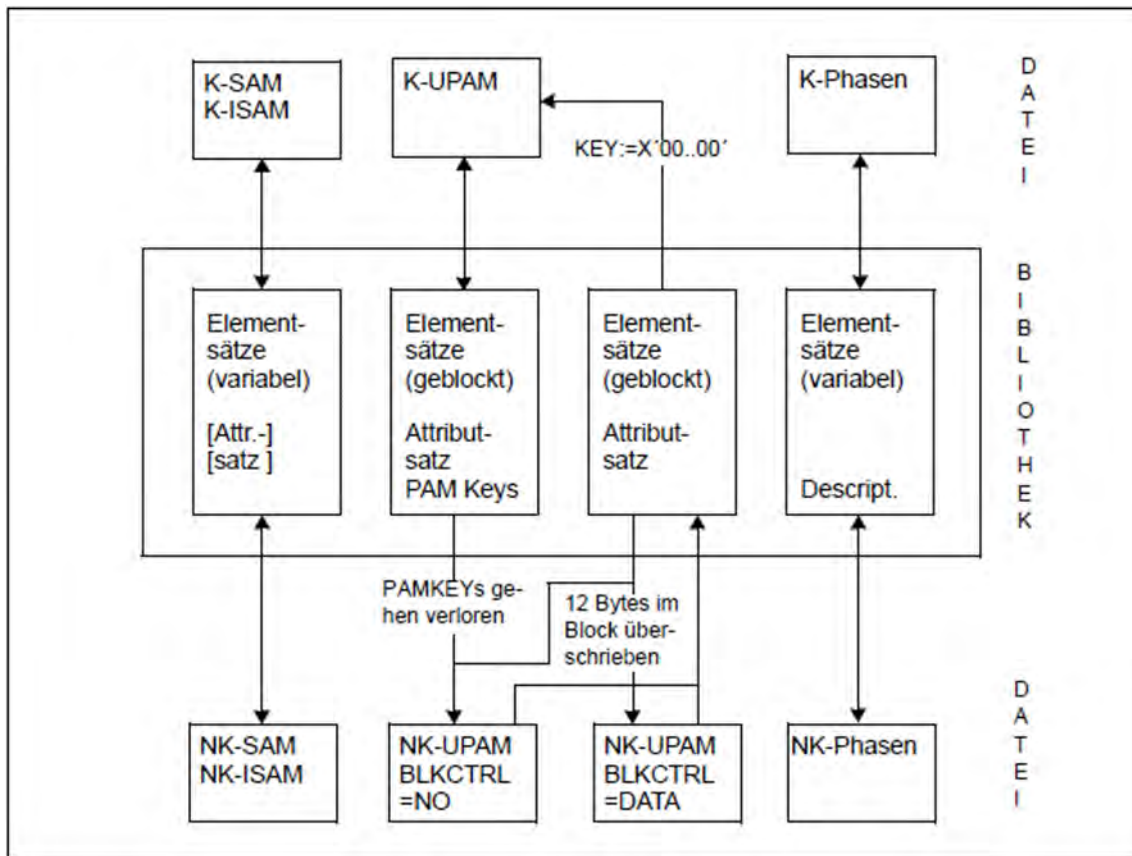 K-SAM
K-ISAM
K-UPAM
K-Phasen
KEY:=X´00..00´
D
A
T
E
I
Element-
sätze
(variabel)
[Attr.-]
[satz ]
Element-
sätze
(geblockt)
Attribut-
satz
PAM Keys
Element-
sätze
(geblockt)
Attribut-
satz
Element-
sätze
(variabel)
Descript.
B
I
B
L
I
O
T
H
E
K
PAMKEYs ge-
hen verloren
12 Bytes im
Block über-
schrieben
NK-SAM
NK-ISAM
NK-UPAM
BLKCTRL
=NO
NK-UPAM
BLKCTRL
=DATA
NK-Phasen
D
A
T
E
I